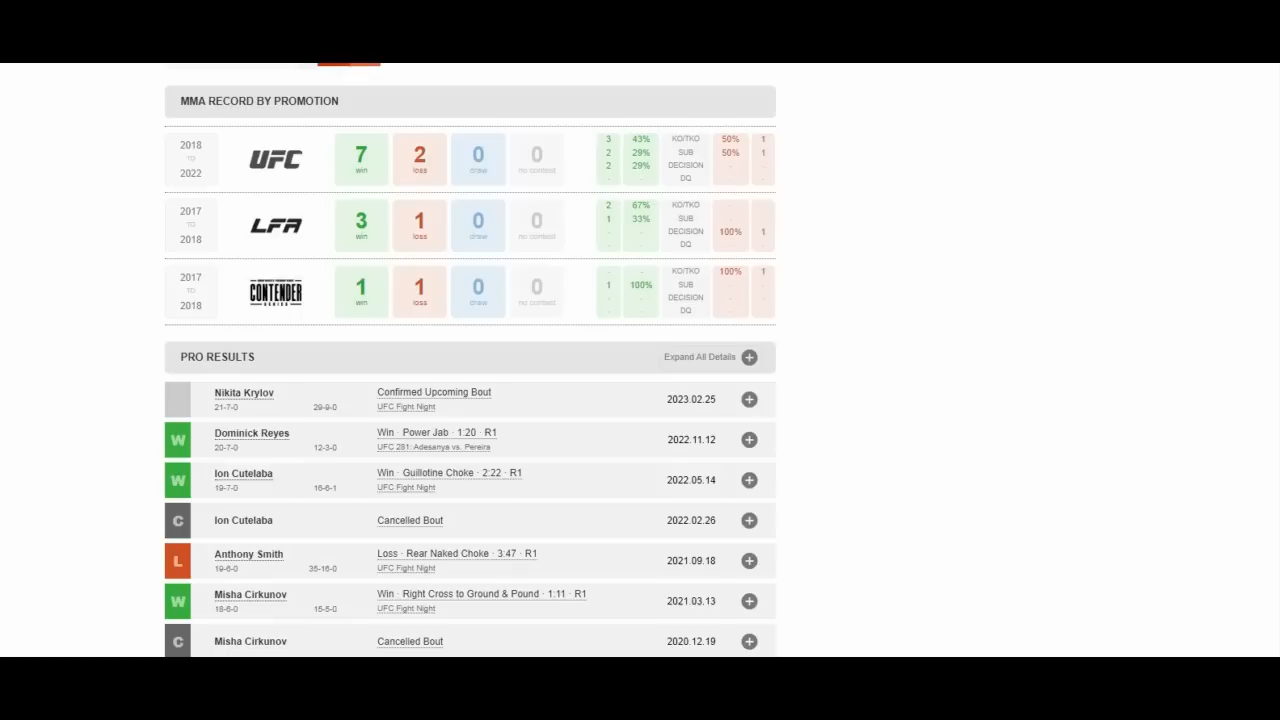 MMA RECORD BY PROMOTION
2018 TO 2022 UFC 7 win 2 loss 0 draw 0 no contest
3 43% KO/TKO 50% 1
2 29% SUB 50% 1
2 29% DECISION - -
- - DQ - -
2017 TO 2018 LFA 3 win 1 loss 0 draw 0 no contest
2 67% KO/TKO - -
1 33% SUB - -
- - DECISION 100% 1
- - DQ - -
2017 TO 2018 CONTENDER SERIES 1 win 1 loss 0 draw 0 no contest
- - KO/TKO 100% 1
1 100% SUB - -
- - DECISION - -
- - DQ - -
PRO RESULTS Expand All Details
Nikita Krylov Confirmed Upcoming Bout 2023.02.25
21-7-0 29-9-0 UFC Fight Night
W Dominick Reyes Win · Power Jab · 1:20 · R1 2022.11.12
20-7-0 12-3-0 UFC 281: Adesanya vs. Pereira
W Ion Cutelaba Win · Guillotine Choke · 2:22 · R1 2022.05.14
19-7-0 16-6-1 UFC Fight Night
C Ion Cutelaba Cancelled Bout 2022.02.26
L Anthony Smith Loss · Rear Naked Choke · 3:47 · R1 2021.09.18
19-6-0 35-16-0 UFC Fight Night
W Misha Cirkunov Win · Right Cross to Ground & Pound · 1:11 · R1 2021.03.13
18-6-0 15-5-0 UFC Fight Night
C Misha Cirkunov Cancelled Bout 2020.12.19